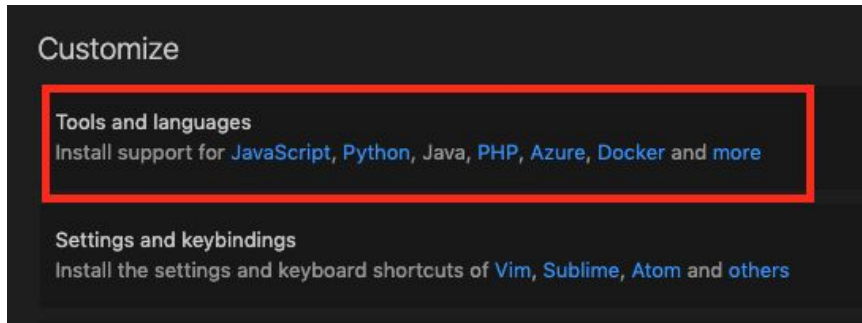 Customize
Tools and languages
Install support for JavaScript, Python, Java, PHP, Azure, Docker and more
Settings and keybindings
Install the settings and keyboard shortcuts of Vim, Sublime, Atom and others